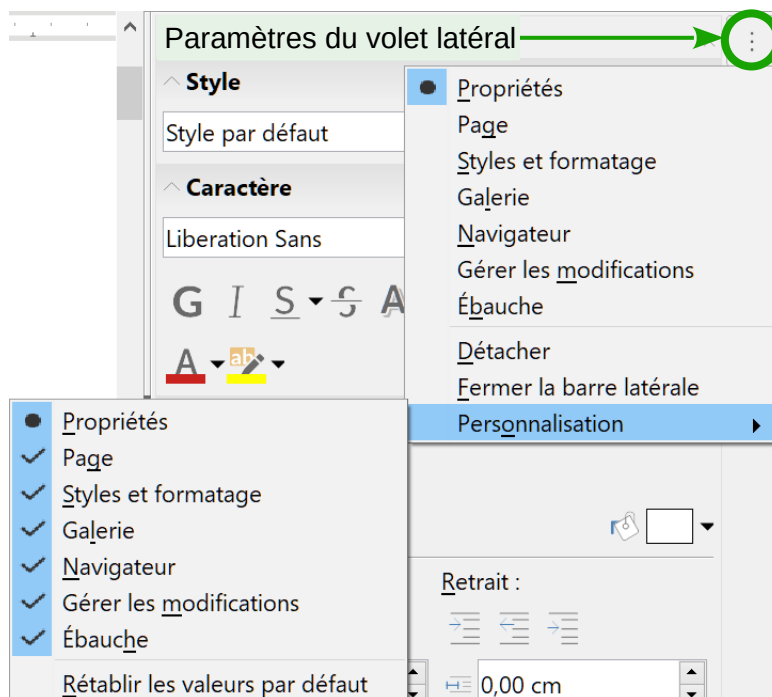 Paramètres du volet latéral
Style
Style par défaut
Caractère
Liberation Sans
G I S S A
A ab
Propriétés
Page
Styles et formatage
Galerie
Navigateur
Gérer les modifications
Ébauche
Détacher
Fermer la barre latérale
Personnalisation
Propriétés
Page
Styles et formatage
Galerie
Navigateur
Gérer les modifications
Ébauche
Rétablir les valeurs par défaut
Retrait :
0,00 cm